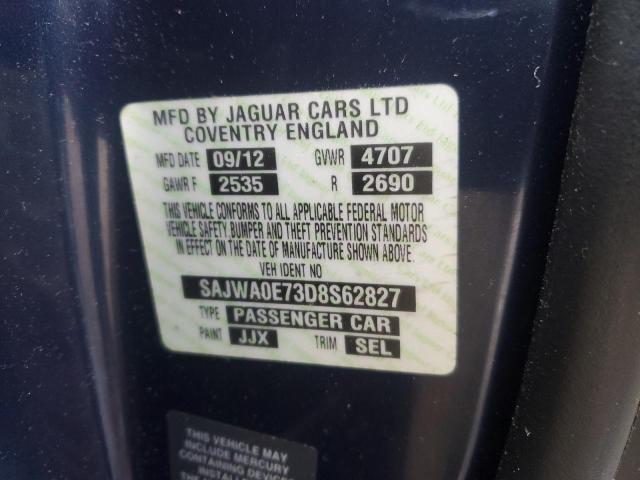 MFD BY JAGUAR CARS LTD
COVENTRY ENGLAND
MFD DATE 09/12 GVWR 4707
GAWR F 2535 R 2690
THIS VEHICLE CONFORMS TO ALL APPLICABLE FEDERAL MOTOR
VEHICLE SAFETY, BUMPER AND THEFT PREVENTION STANDARDS
IN EFFECT ON THE DATE OF MANUFACTURE SHOWN ABOVE.
VEH IDENT NO
SAJWA0E73D8S62827
TYPE PASSENGER CAR
PAINT JJX TRIM SEL
THIS VEHICLE MAY
INCLUDE MERCURY
CONTAINING DEVICES